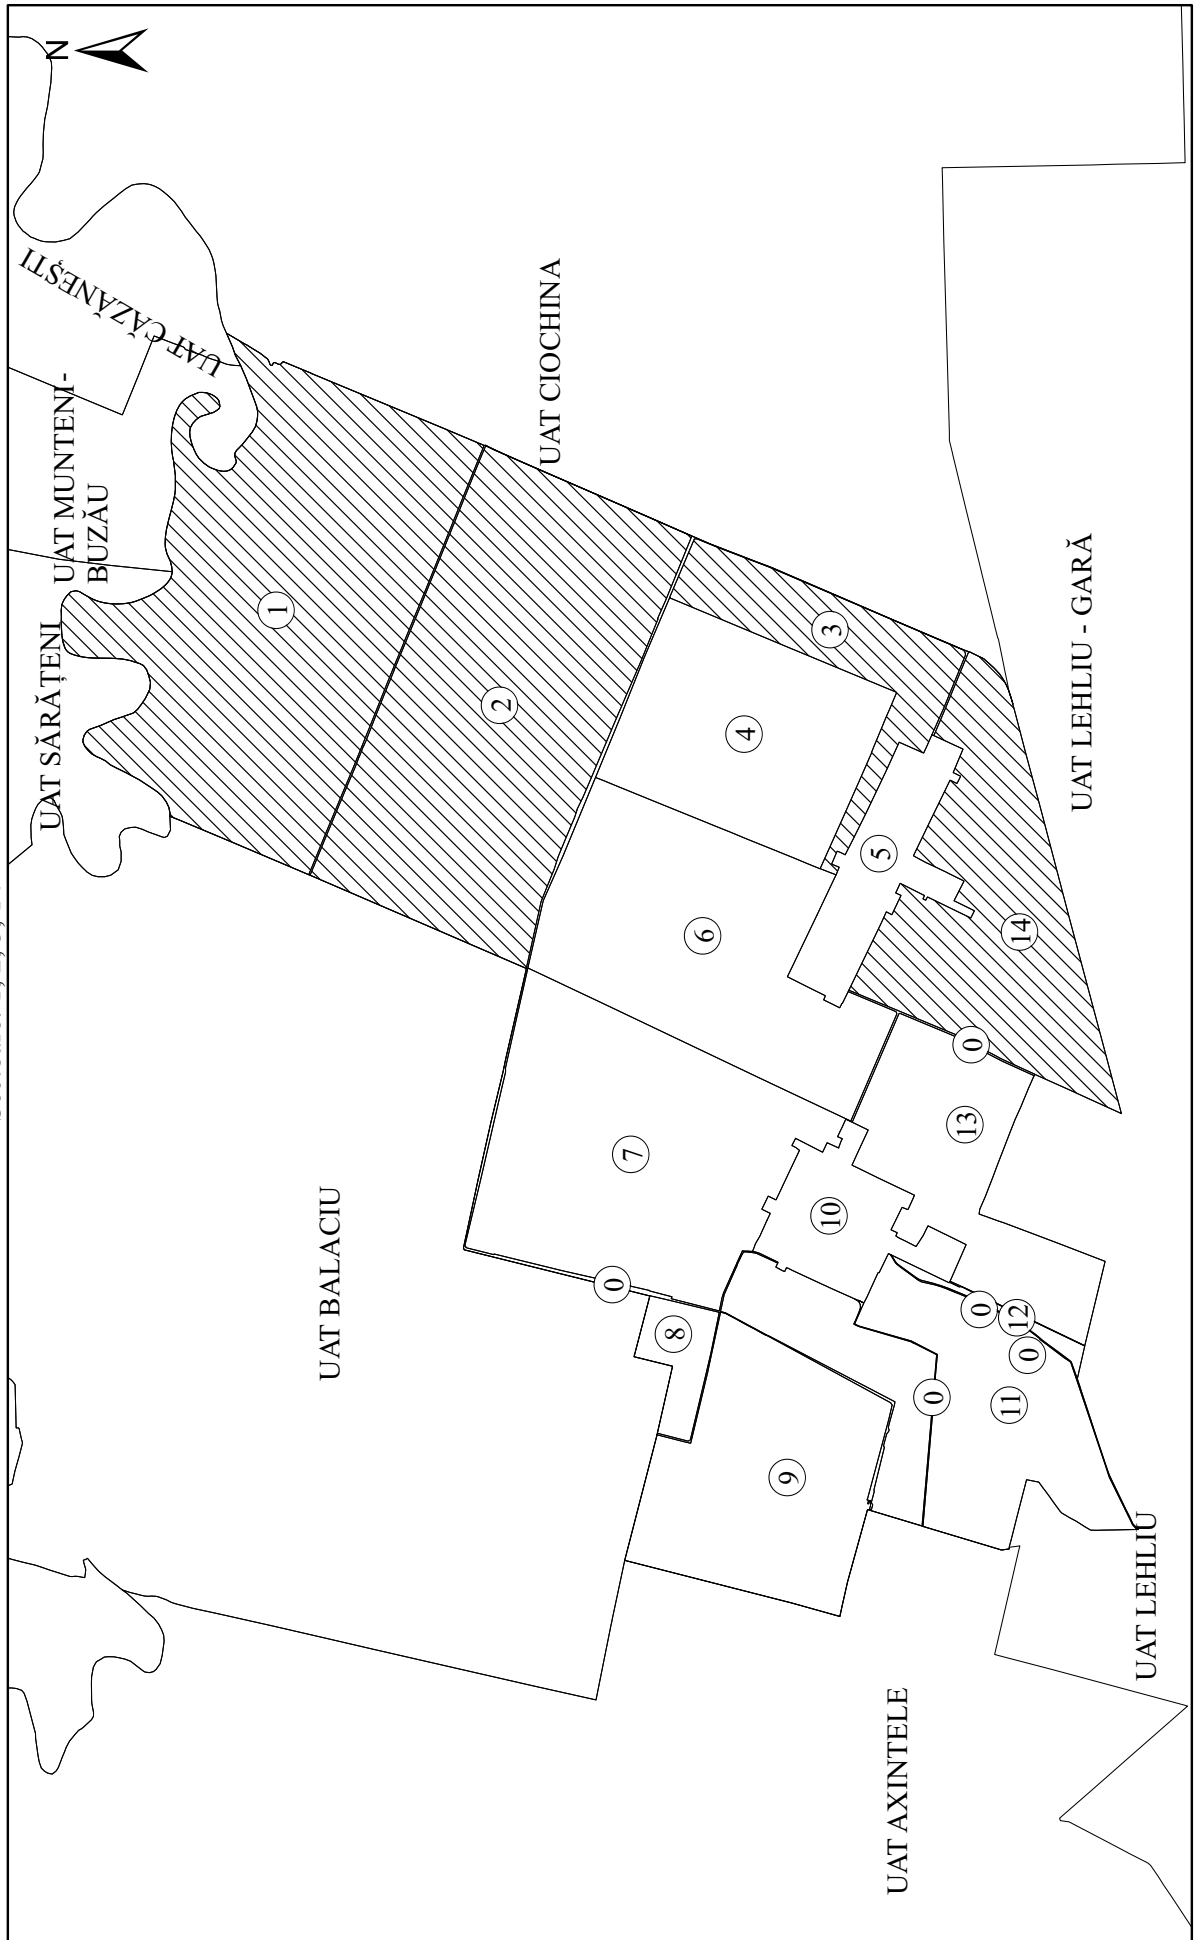 N
UAT CĂZĂNEŞTI
UAT MUNTENI-
BUZĂU
UAT SĂRĂŢENI
UAT CIOCHINA
UAT LEHLIU - GARĂ
UAT BALACIU
UAT AXINTELE
UAT LEHLIU
1
2
3
4
5
6
14
0
13
7
10
0
8
0
12
0
11
0
9